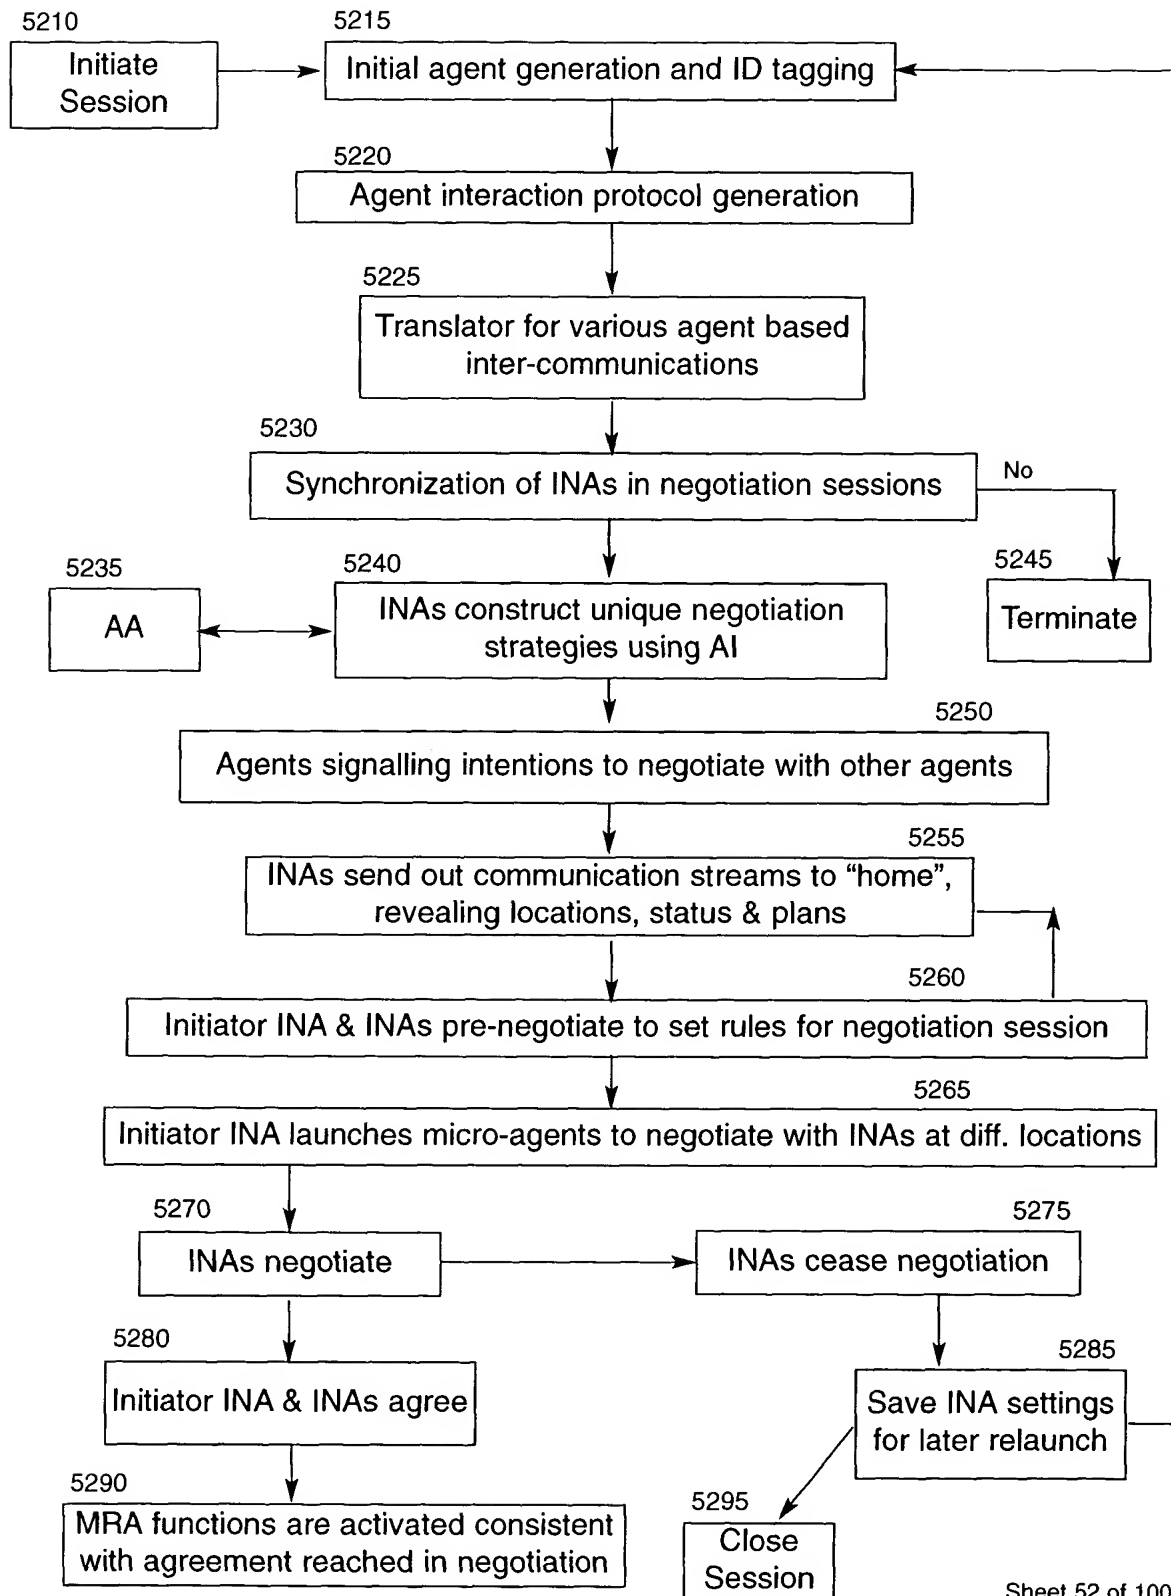 5210
Initiate
Session
5215
Initial agent generation and ID tagging
5220
Agent interaction protocol generation
5225
Translator for various agent based
inter-communications
5230
Synchronization of INAs in negotiation sessions
No
5235
AA
5240
INAs construct unique negotiation
strategies using AI
5245
Terminate
5250
Agents signalling intentions to negotiate with other agents
5255
INAs send out communication streams to “home”,
revealing locations, status & plans
5260
Initiator INA & INAs pre-negotiate to set rules for negotiation session
5265
Initiator INA launches micro-agents to negotiate with INAs at diff. locations
5270
INAs negotiate
5275
INAs cease negotiation
5280
Initiator INA & INAs agree
5285
Save INA settings
for later relaunch
5290
MRA functions are activated consistent
with agreement reached in negotiation
5295
Close
Session
Sheet 52 of 100